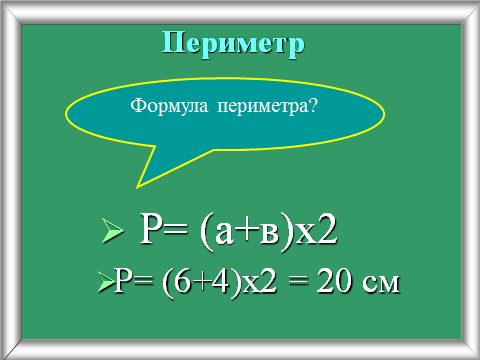 Периметр
Формула периметра?
Р= (а+в)х2
Р= (6+4)х2 = 20 см